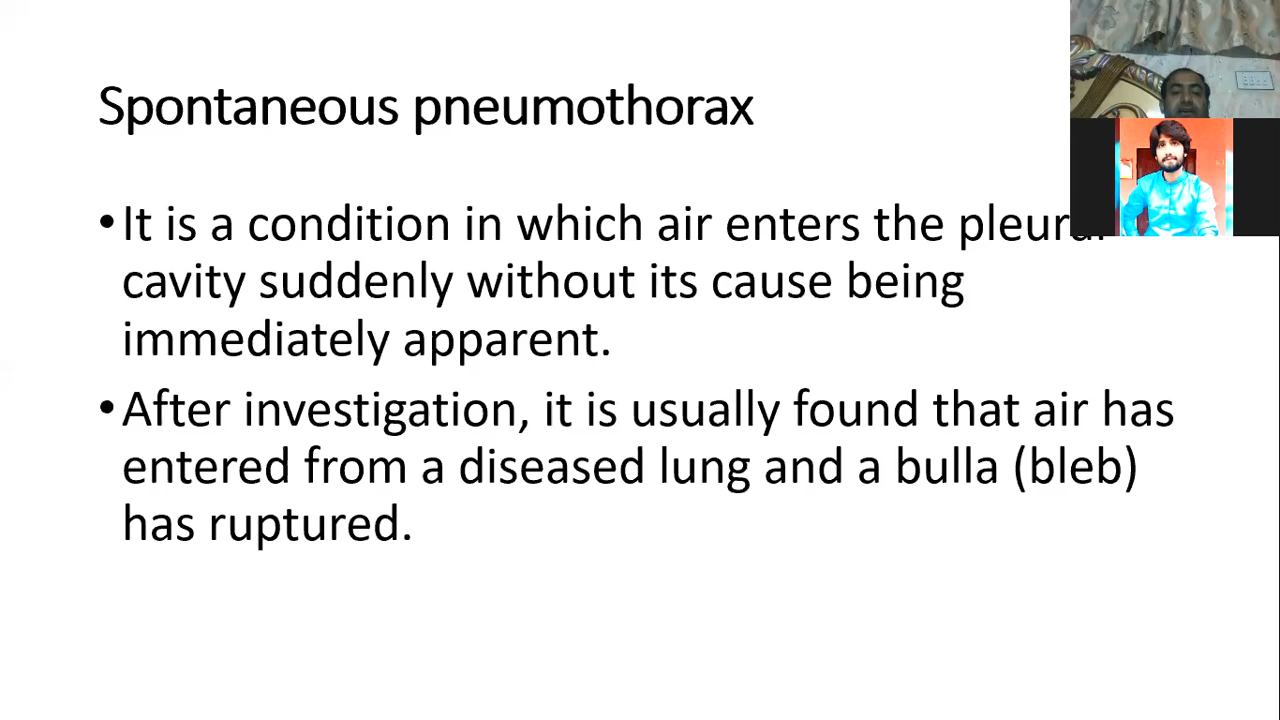 Spontaneous pneumothorax
•It is a condition in which air enters the
cavity suddenly without its cause being
immediately apparent.
•After investigation, it is usually found that air has
entered from a diseased lung and a bulla (bleb)
has ruptured.